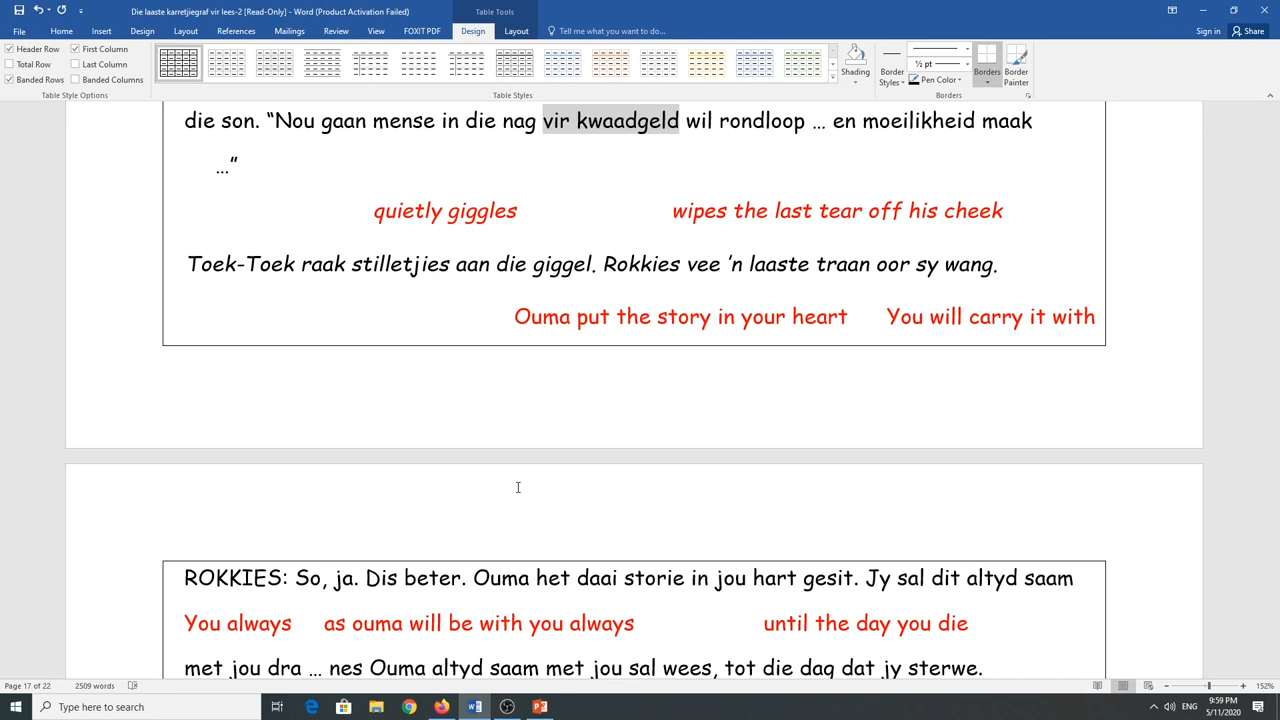 Die laaste karretjiegraf vir lees-2 [Read-Only] - Word (Product Activation Failed)
Table Tools
File Home Insert Design Layout References Mailings Review View FOXIT PDF Design Layout Tell me what you want to do... Sign in Share
Header Row First Column
Total Row Last Column
Banded Rows Banded Columns
Table Style Options
Table Styles
Shading
Border Styles
½ pt
Pen Color
Borders
Border Painter
Borders
die son. “Nou gaan mense in die nag vir kwaadgeld wil rondloop … en moeilikheid maak
…”
quietly giggles wipes the last tear off his cheek
Toek-Toek raak stilletjies aan die giggel. Rokkies vee ’n laaste traan oor sy wang.
Ouma put the story in your heart You will carry it with
ROKKIES: So, ja. Dis beter. Ouma het daai storie in jou hart gesit. Jy sal dit altyd saam
You always as ouma will be with you always until the day you die
met jou dra … nes Ouma altyd saam met jou sal wees, tot die dag dat jy sterwe.
Page 17 of 22 2509 words 152%
Type here to search
ENG
9:59 PM
5/11/2020